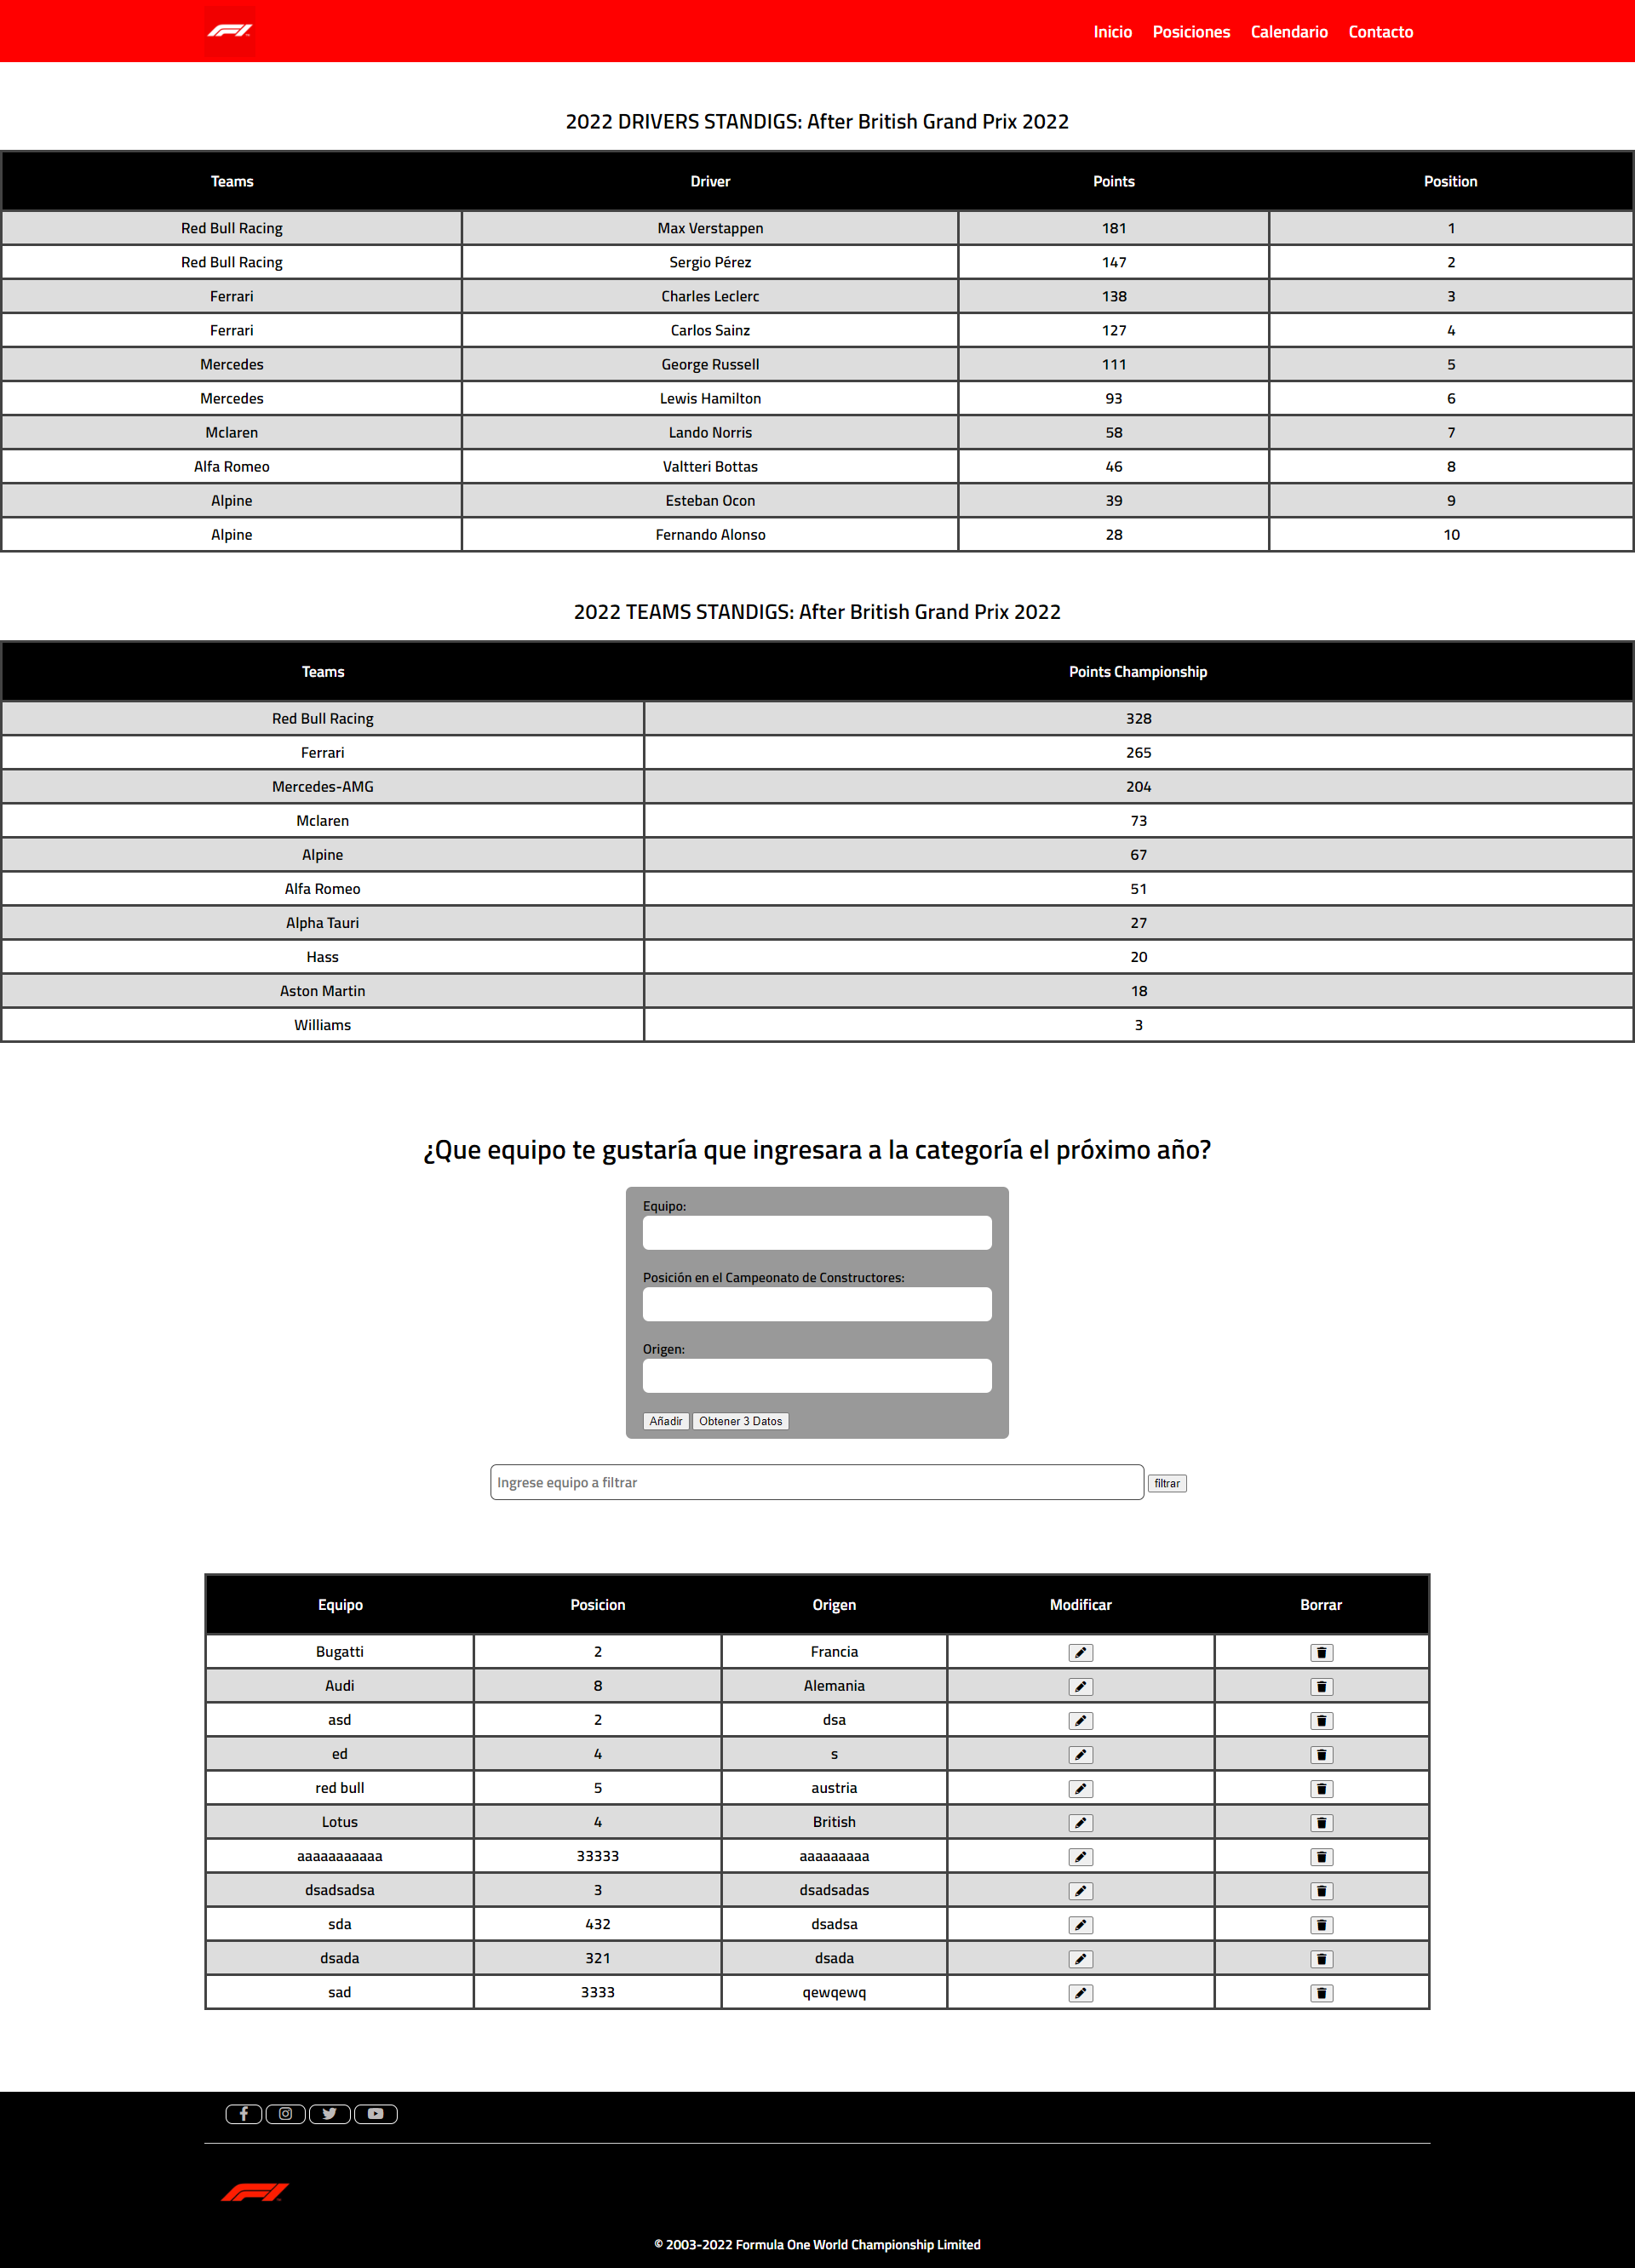 F1
Inicio Posiciones Calendario Contacto
2022 DRIVERS STANDIGS: After British Grand Prix 2022
Teams Driver Points Position
Red Bull Racing Max Verstappen 181 1
Red Bull Racing Sergio Pérez 147 2
Ferrari Charles Leclerc 138 3
Ferrari Carlos Sainz 127 4
Mercedes George Russell 111 5
Mercedes Lewis Hamilton 93 6
Mclaren Lando Norris 58 7
Alfa Romeo Valtteri Bottas 46 8
Alpine Esteban Ocon 39 9
Alpine Fernando Alonso 28 10
2022 TEAMS STANDIGS: After British Grand Prix 2022
Teams Points Championship
Red Bull Racing 328
Ferrari 265
Mercedes-AMG 204
Mclaren 73
Alpine 67
Alfa Romeo 51
Alpha Tauri 27
Hass 20
Aston Martin 18
Williams 3
¿Que equipo te gustaría que ingresara a la categoría el próximo año?
Equipo:
Posición en el Campeonato de Constructores:
Origen:
Añadir Obtener 3 Datos
Ingrese equipo a filtrar filtrar
Equipo Posicion Origen Modificar Borrar
Bugatti 2 Francia
Audi 8 Alemania
asd 2 dsa
ed 4 s
red bull 5 austria
Lotus 4 British
aaaaaaaaaaa 33333 aaaaaaaaa
dsadsadsa 3 dsadsadas
sda 432 dsadsa
dsada 321 dsada
sad 3333 qewqewq
F1
© 2003-2022 Formula One World Championship Limited